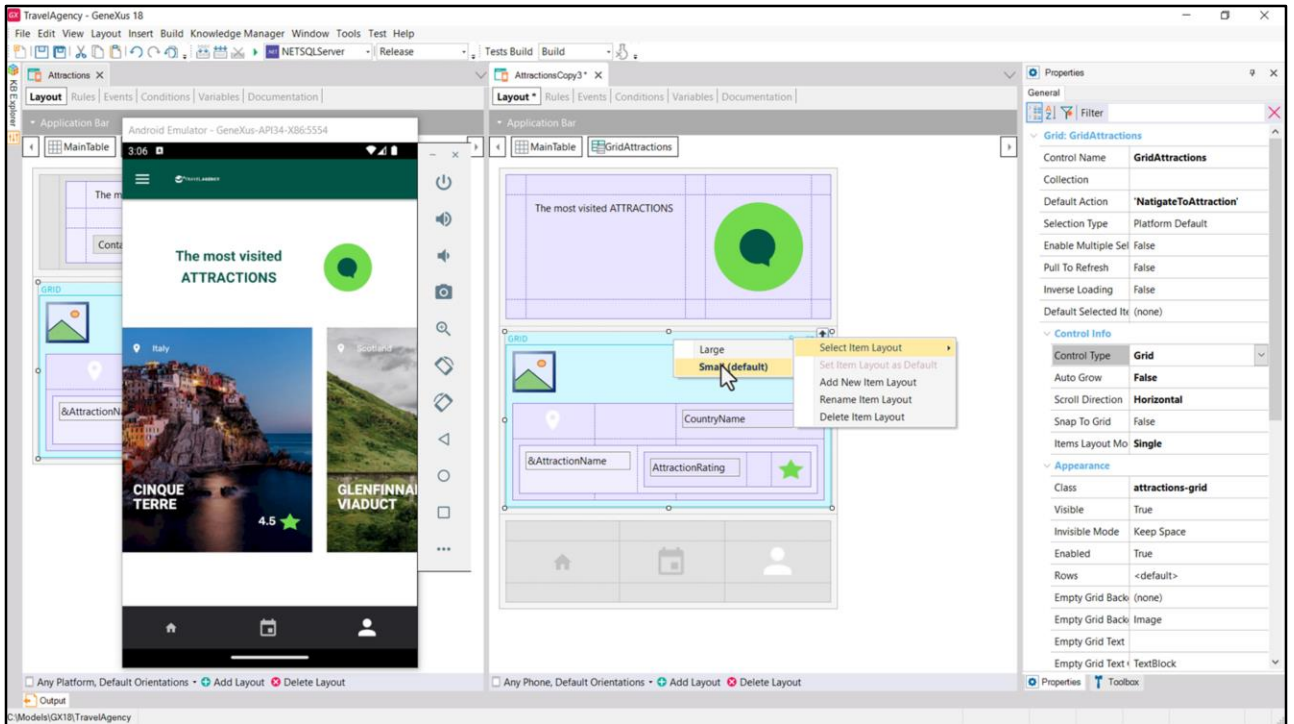 TravelAgency - GeneXus 18
File Edit View Layout Insert Build Knowledge Manager Window Tools Test Help
NETSQLServer Release Tests Build Build
Attractions
Layout Rules Events Conditions Variables Documentation
Application Bar
MainTable
KB Explorer
The m
Conta
GRID
&AttractionNa
Android Emulator - GeneXus-API34-X86:5554
3:06
TRAVELAGENCY
The most visited
ATTRACTIONS
Italy
Scotland
CINQUE
TERRE
4.5
GLENFINNAI
VIADUCT
Any Platform, Default Orientations Add Layout Delete Layout
AttractionsCopy3*
Layout * Rules Events Conditions Variables Documentation
Application Bar
MainTable GridAttractions
The most visited ATTRACTIONS
GRID
Large
Small (default)
Select Item Layout
Set Item Layout as Default
Add New Item Layout
Rename Item Layout
Delete Item Layout
CountryName
&AttractionName
AttractionRating
Any Phone, Default Orientations Add Layout Delete Layout
Properties
General
Filter
Grid: GridAttractions
Control Name GridAttractions
Collection
Default Action 'NatigateToAttraction'
Selection Type Platform Default
Enable Multiple Sel False
Pull To Refresh False
Inverse Loading False
Default Selected Ite (none)
Control Info
Control Type Grid
Auto Grow False
Scroll Direction Horizontal
Snap To Grid False
Items Layout Mo Single
Appearance
Class attractions-grid
Visible True
Invisible Mode Keep Space
Enabled True
Rows <default>
Empty Grid Back (none)
Empty Grid Back Image
Empty Grid Text
Empty Grid Text TextBlock
Properties Toolbox
Output
C:\Models\GX18\TravelAgency